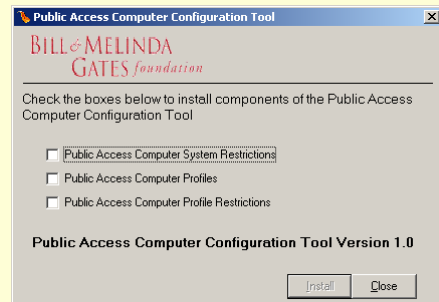 Public Access Computer Configuration Tool
BILL & MELINDA
GATES foundation
Check the boxes below to install components of the Public Access
Computer Configuration Tool
Public Access Computer System Restrictions
Public Access Computer Profiles
Public Access Computer Profile Restrictions
Public Access Computer Configuration Tool Version 1.0
Install Close